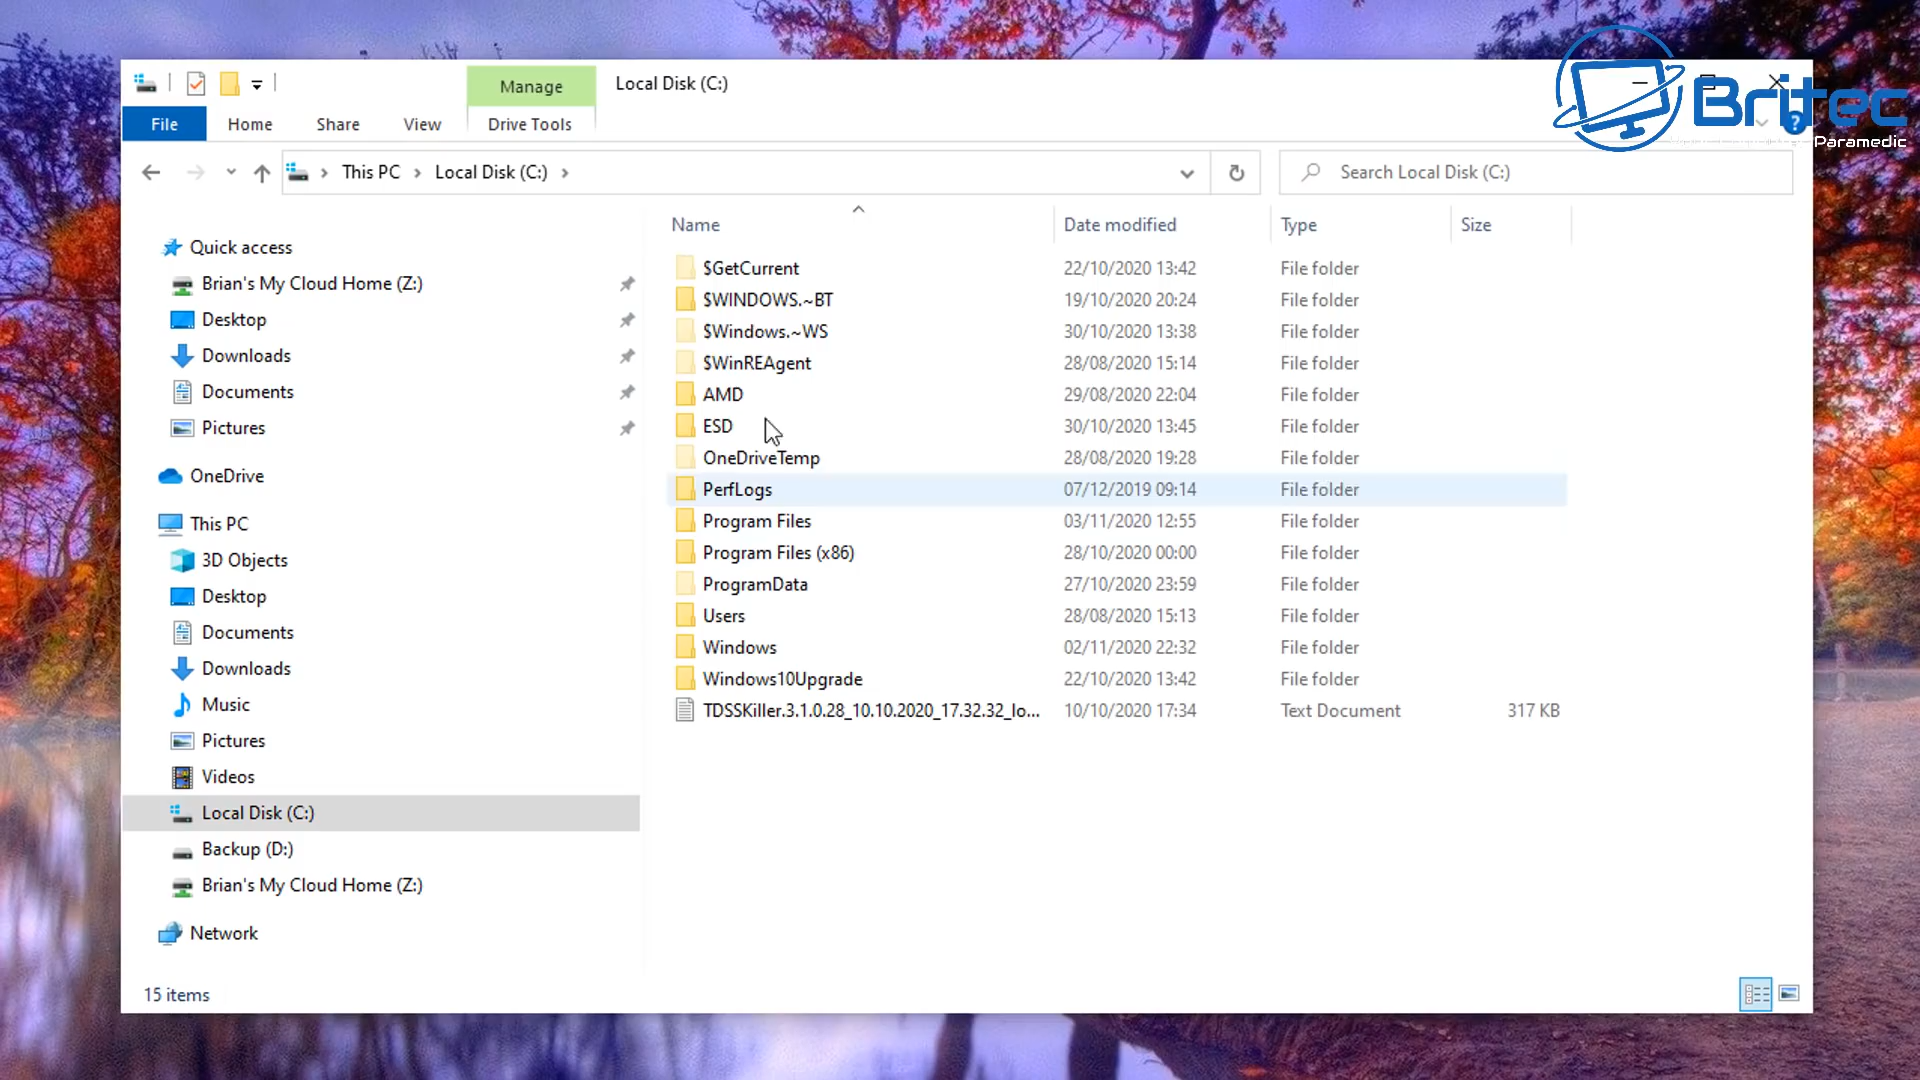 Manage
Local Disk (C:)
Britec
Paramedic
File
Home
Share
View
Drive Tools
?
This PC
Local Disk (C:)
Search Local Disk (C:)
Name
Date modified
Type
Size
Quick access
Brian's My Cloud Home (Z:)
Desktop
Downloads
Documents
Pictures
OneDrive
This PC
3D Objects
Desktop
Documents
Downloads
Music
Pictures
Videos
Local Disk (C:)
Backup (D:)
Brian's My Cloud Home (Z:)
Network
$GetCurrent 22/10/2020 13:42 File folder
$WINDOWS.~BT 19/10/2020 20:24 File folder
$Windows.~WS 30/10/2020 13:38 File folder
$WinREAgent 28/08/2020 15:14 File folder
AMD 29/08/2020 22:04 File folder
ESD 30/10/2020 13:45 File folder
OneDriveTemp 28/08/2020 19:28 File folder
PerfLogs 07/12/2019 09:14 File folder
Program Files 03/11/2020 12:55 File folder
Program Files (x86) 28/10/2020 00:00 File folder
ProgramData 27/10/2020 23:59 File folder
Users 28/08/2020 15:13 File folder
Windows 02/11/2020 22:32 File folder
Windows10Upgrade 22/10/2020 13:42 File folder
TDSSKiller.3.1.0.28_10.10.2020_17.32.32_lo... 10/10/2020 17:34 Text Document 317 KB
15 items